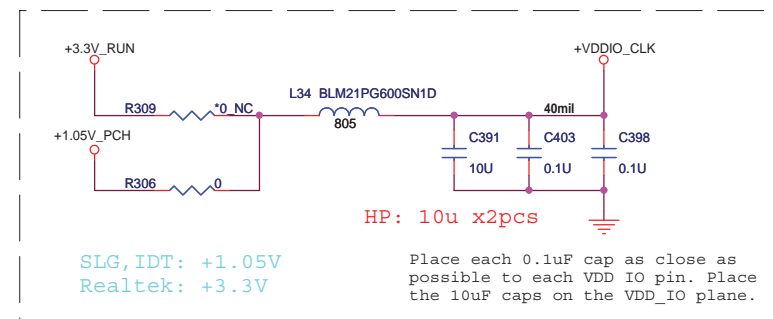 +3.3V_RUN
+VDDIO_CLK
L34 BLM21PG600SN1D
R309
*0_NC
805
40mil
+1.05V_PCH
C391
C403
C398
10U
0.1U
0.1U
R306
0
HP: 10u x2pcs
SLG,IDT: +1.05V
Realtek: +3.3V
Place each 0.1uF cap as close as
possible to each VDD IO pin. Place
the 10uF caps on the VDD_IO plane.